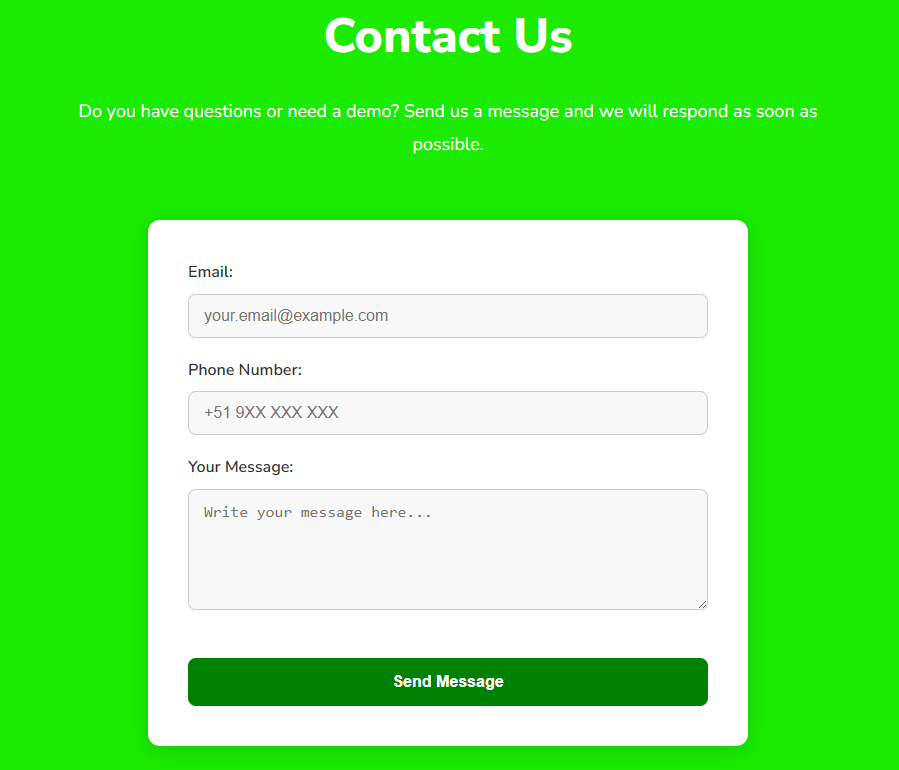 Contact Us
Do you have questions or need a demo? Send us a message and we will respond as soon as
possible.
Email:
your.email@example.com
Phone Number:
+51 9XX XXX XXX
Your Message:
Write your message here...
Send Message